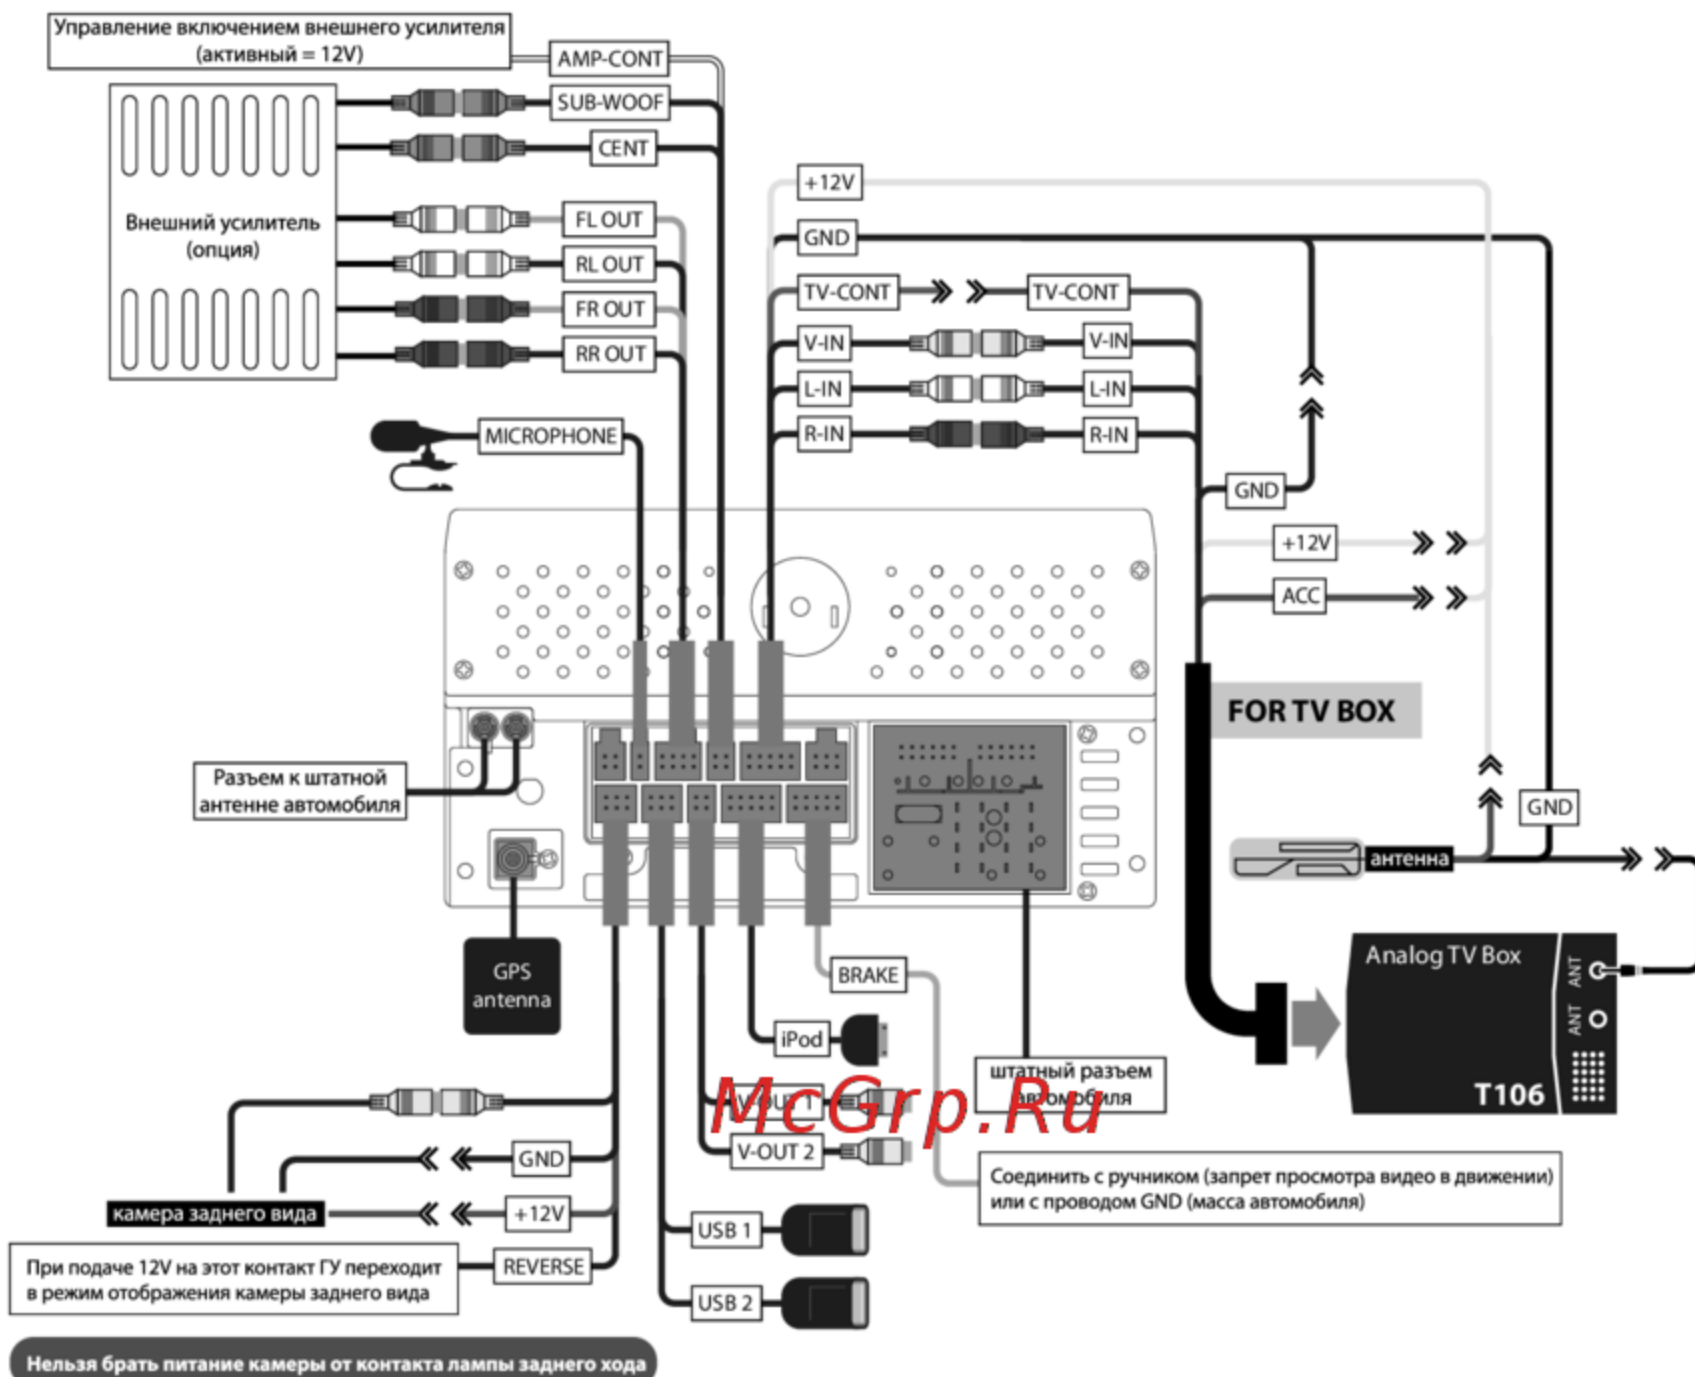 Управление включением внешнего усилителя
(активный = 12V)
AMP-CONT
SUB-WOOF
CENT
Внешний усилитель
(опция)
FL OUT
RL OUT
FR OUT
RR OUT
MICROPHONE
+12V
GND
TV-CONT
TV-CONT
V-IN
V-IN
L-IN
L-IN
R-IN
R-IN
GND
+12V
ACC
FOR TV BOX
Разъем к штатной
антенне автомобиля
GND
антенна
GPS
antenna
BRAKE
iPod
Analog TV Box
ANT
ANT
T106
штатный разъем
автомобиля
V-OUT 1
McGrp.Ru
V-OUT 2
GND
Соединить с ручником (запрет просмотра видео в движении)
или с проводом GND (масса автомобиля)
камера заднего вида
+12V
USB 1
При подаче 12V на этот контакт ГУ переходит
в режим отображения камеры заднего вида
REVERSE
USB 2
Нельзя брать питание камеры от контакта лампы заднего хода